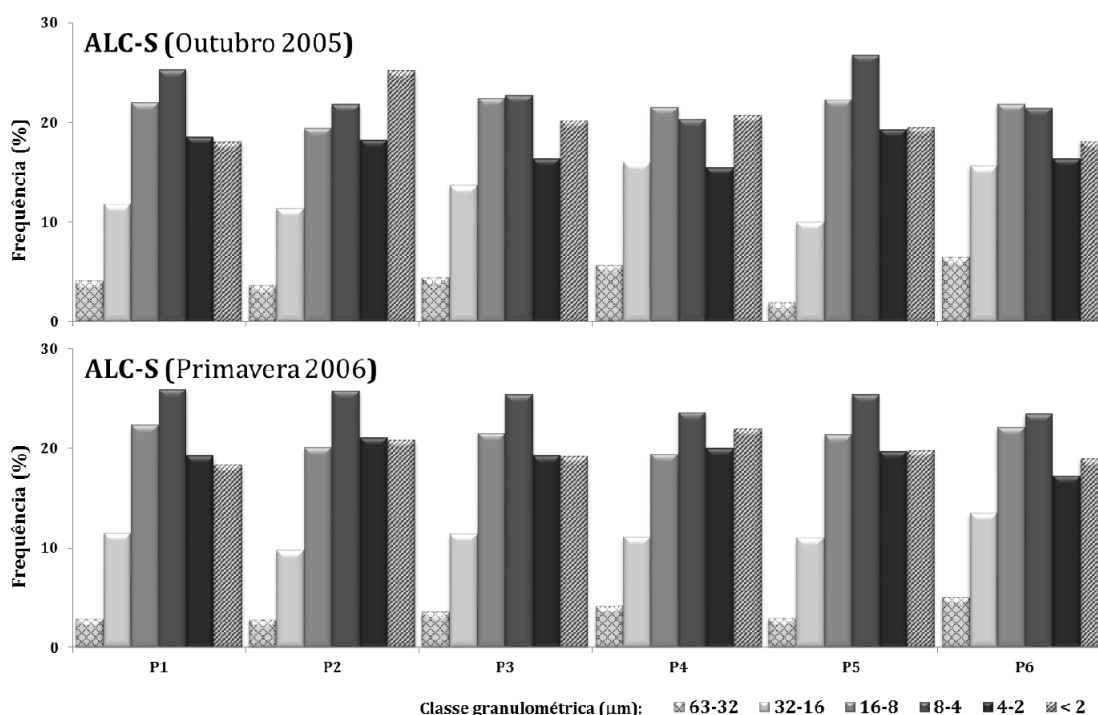 30
ALC-S (Outubro 2005)
20
10
0
Frequência (%)
30
ALC-S (Primavera 2006)
20
10
0
Frequência (%)
P1 P2 P3 P4 P5 P6
Classe granulométrica (µm): 63-32 32-16 16-8 8-4 4-2 < 2